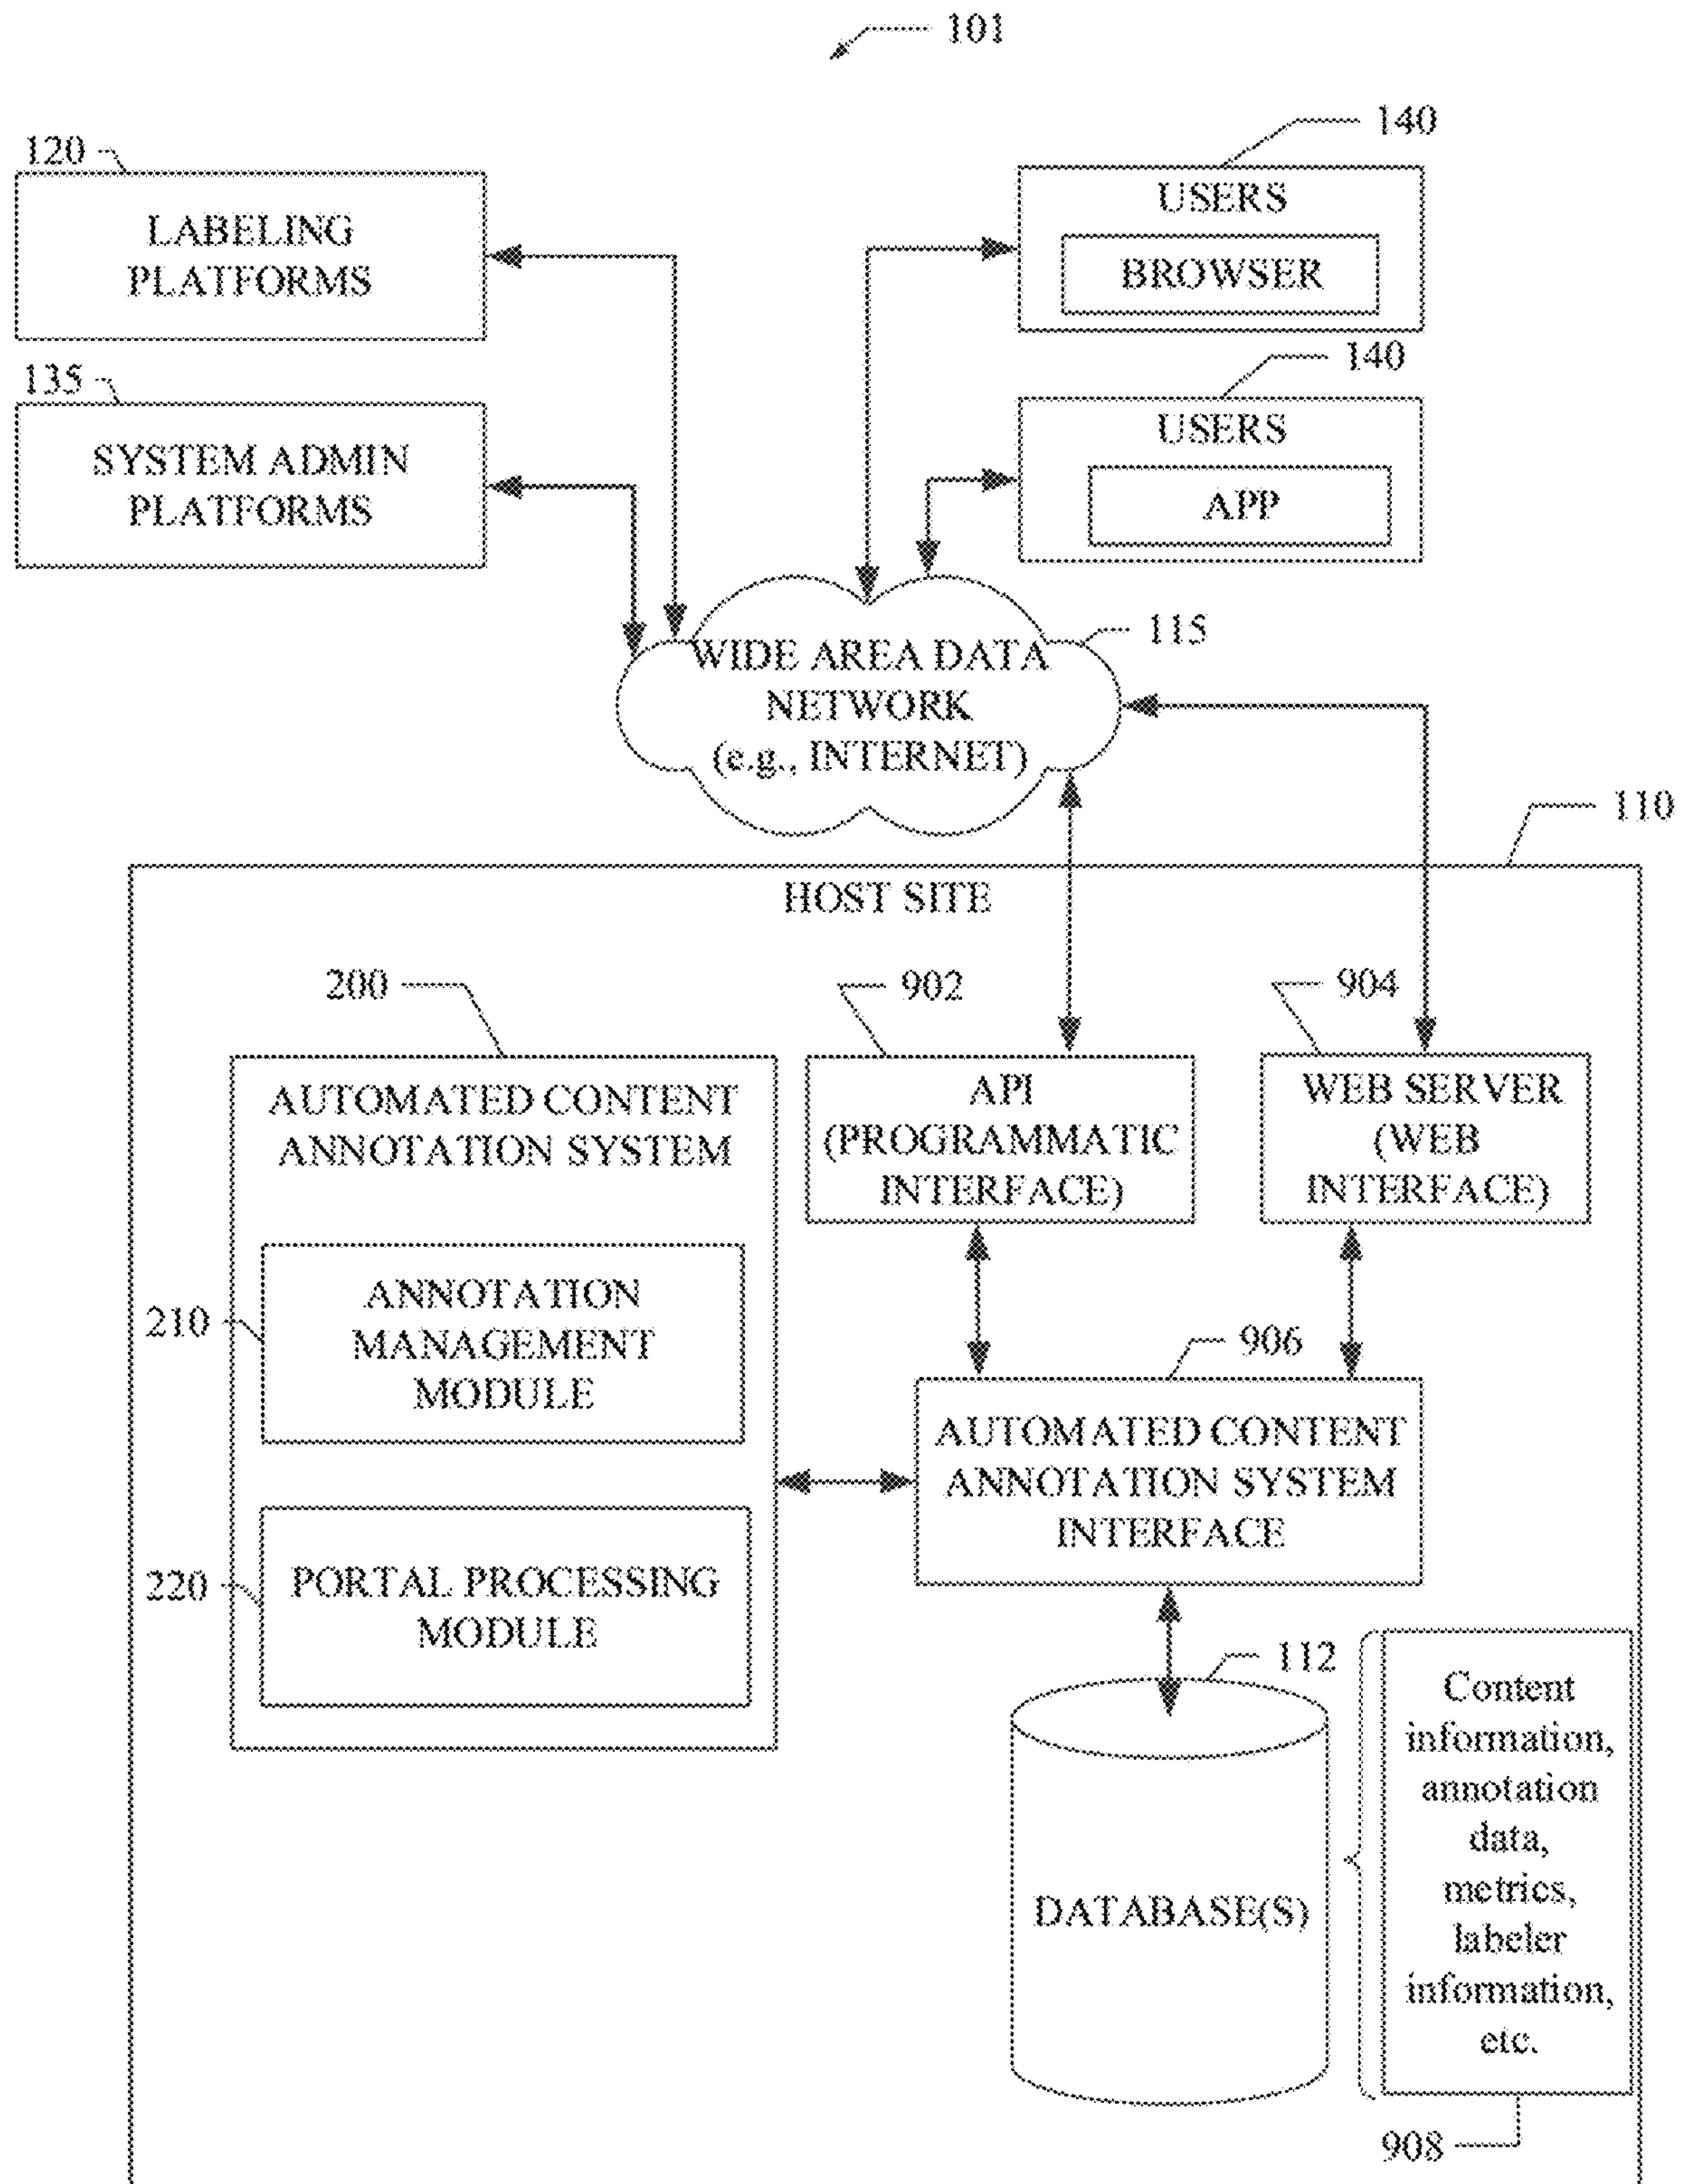 101
120
LABELING
PLATFORMS
140
USERS
BROWSER
135
SYSTEM ADMIN
PLATFORMS
140
USERS
APP
WIDE AREA DATA
NETWORK
(e.g., INTERNET)
115
110
HOST SITE
200
AUTOMATED CONTENT
ANNOTATION SYSTEM
902
API
(PROGRAMMATIC
INTERFACE)
904
WEB SERVER
(WEB
INTERFACE)
210
ANNOTATION
MANAGEMENT
MODULE
906
AUTOMATED CONTENT
ANNOTATION SYSTEM
INTERFACE
220
PORTAL PROCESSING
MODULE
112
DATABASE(S)
Content
information,
annotation
data,
metrics,
labeler
information,
etc.
908